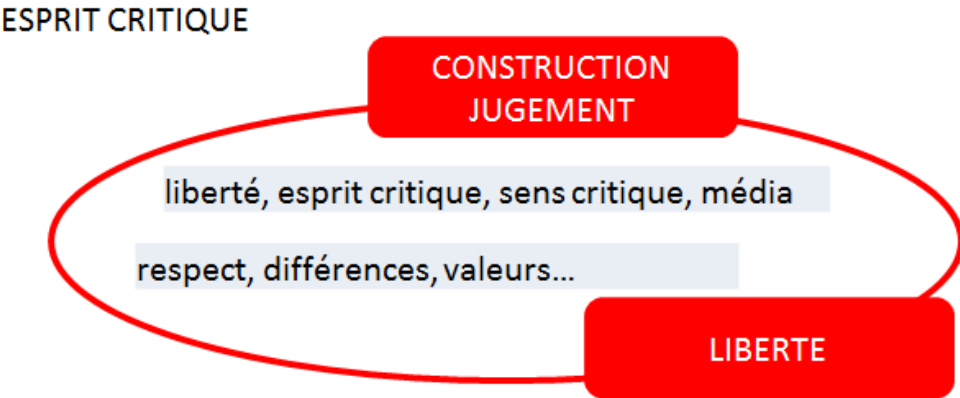 ESPRIT CRITIQUE
CONSTRUCTION
JUGEMENT
liberté, esprit critique, sens critique, média
respect, différences, valeurs...
LIBERTE